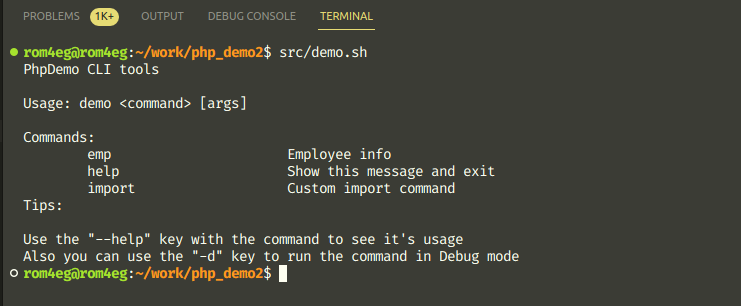 PROBLEMS 1K+ OUTPUT DEBUG CONSOLE TERMINAL
rom4eg@rom4eg:~/work/php_demo2$ src/demo.sh
PhpDemo CLI tools
Usage: demo <command> [args]
Commands:
emp Employee info
help Show this message and exit
import Custom import command
Tips:
Use the "--help" key with the command to see it's usage
Also you can use the "-d" key to run the command in Debug mode
rom4eg@rom4eg:~/work/php_demo2$